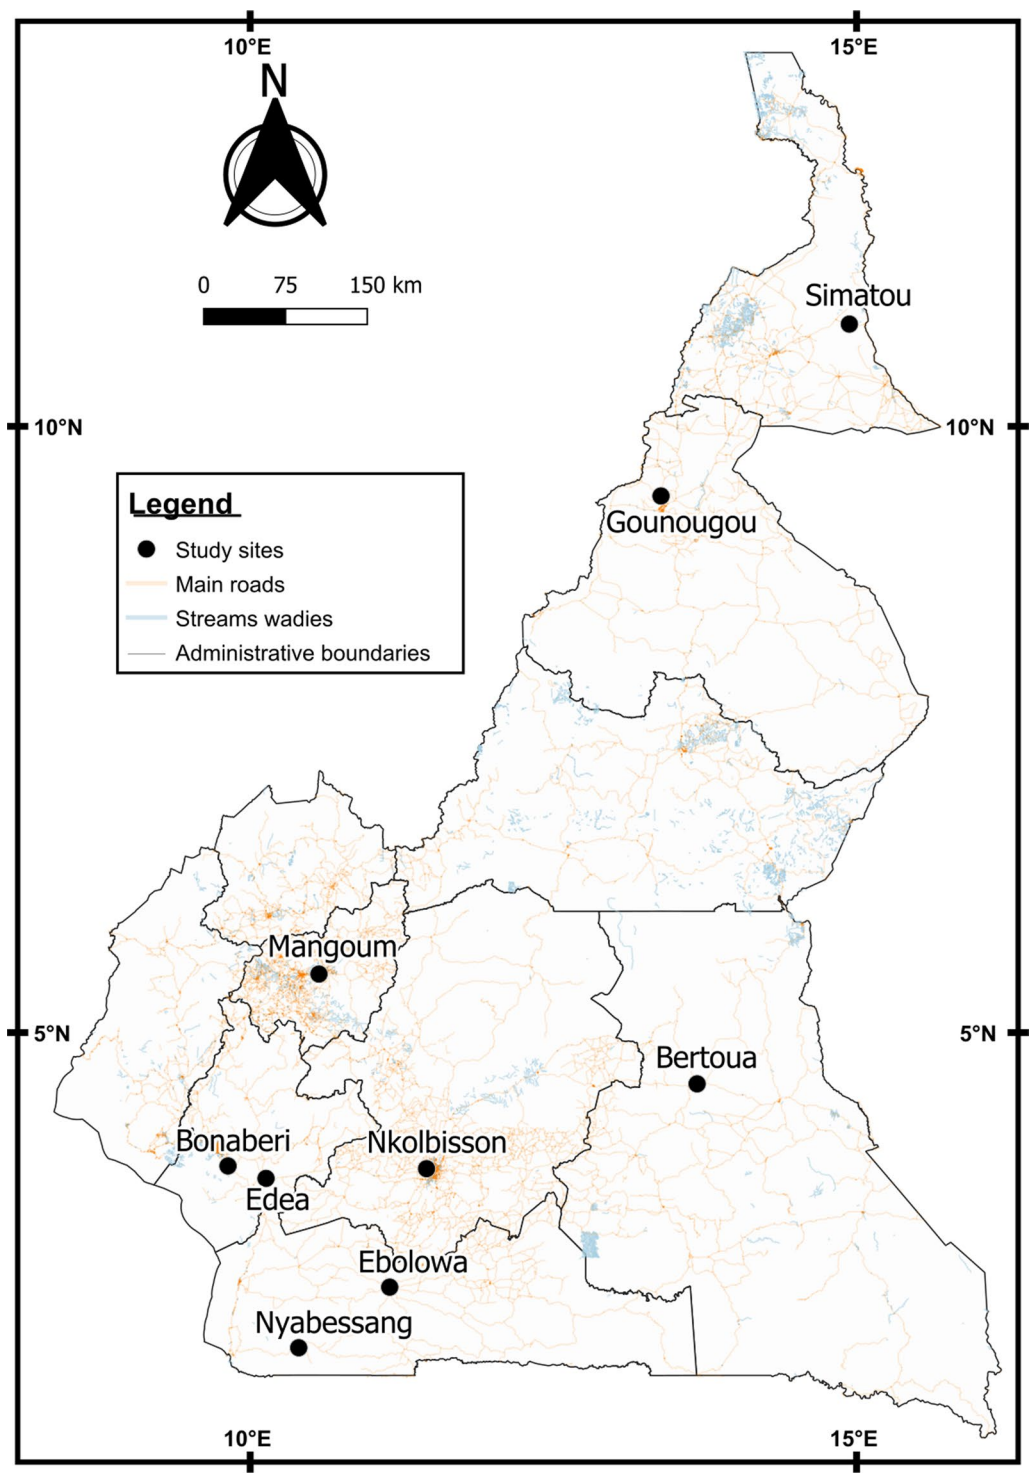 10°E
15°E
N
0 75 150 km
Simatou
10°N
10°N
Legend
Study sites
Main roads
Streams wadies
Administrative boundaries
Gounougou
Mangoum
5°N
5°N
Bertoua
Bonaberi
Nkolbisson
Edea
Ebolowa
Nyabessang
10°E
15°E